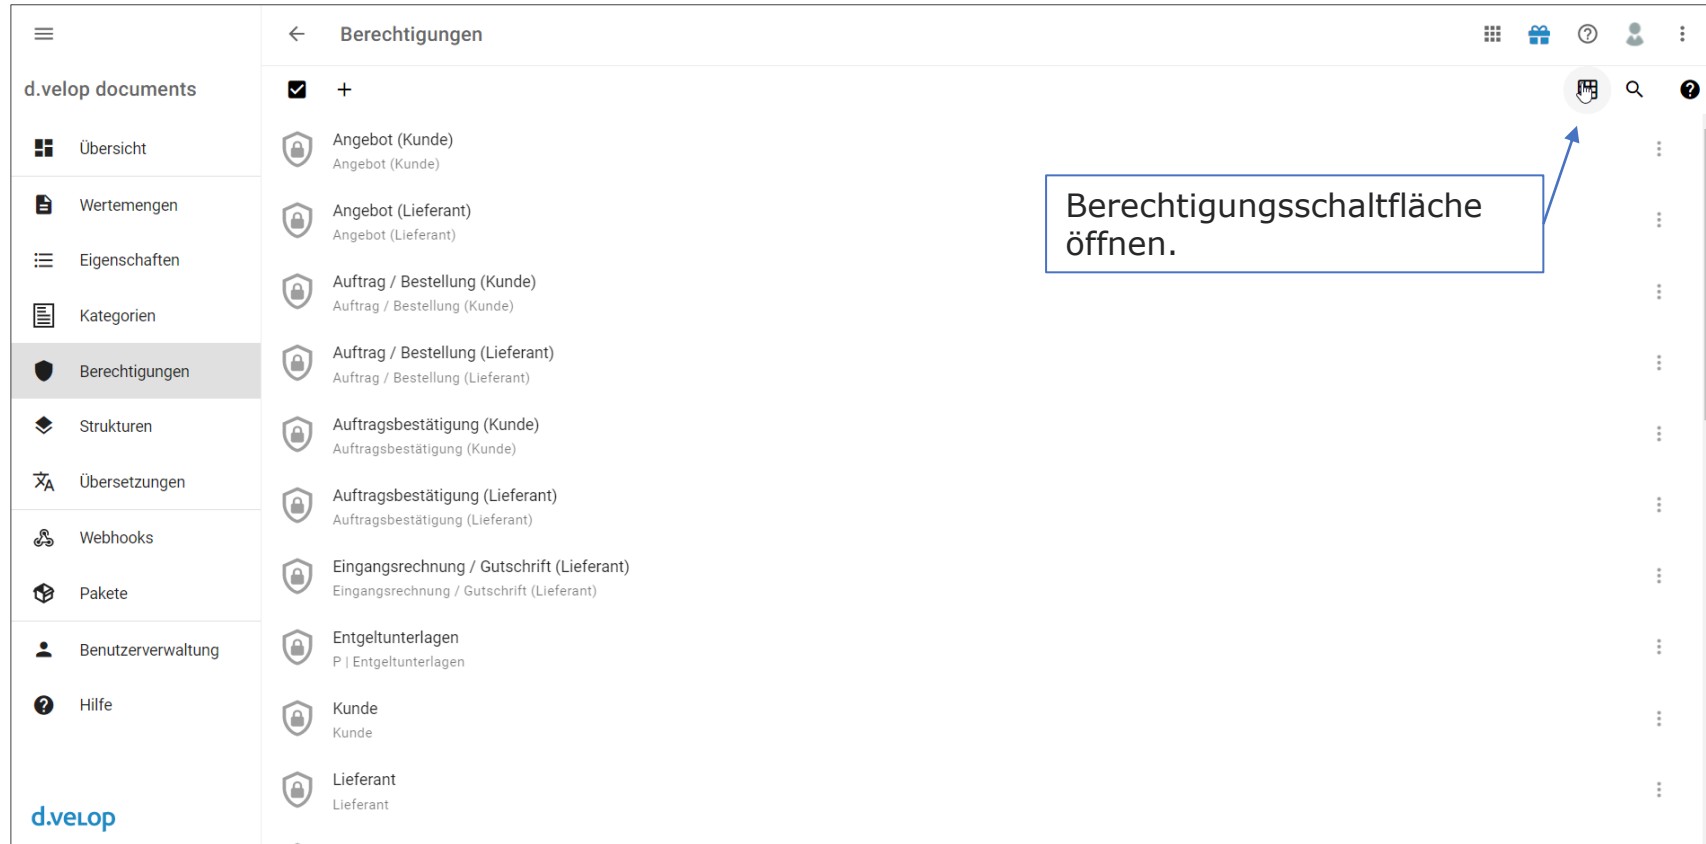 Berechtigungen
d.velop documents
Übersicht
Wertemengen
Eigenschaften
Kategorien
Berechtigungen
Strukturen
Übersetzungen
Webhooks
Pakete
Benutzerverwaltung
Hilfe
d.velop
Angebot (Kunde)
Angebot (Kunde)
Angebot (Lieferant)
Angebot (Lieferant)
Auftrag / Bestellung (Kunde)
Auftrag / Bestellung (Kunde)
Auftrag / Bestellung (Lieferant)
Auftrag / Bestellung (Lieferant)
Auftragsbestätigung (Kunde)
Auftragsbestätigung (Kunde)
Auftragsbestätigung (Lieferant)
Auftragsbestätigung (Lieferant)
Eingangsrechnung / Gutschrift (Lieferant)
Eingangsrechnung / Gutschrift (Lieferant)
Entgeltunterlagen
P | Entgeltunterlagen
Kunde
Kunde
Lieferant
Lieferant
Berechtigungsschaltfläche
öffnen.